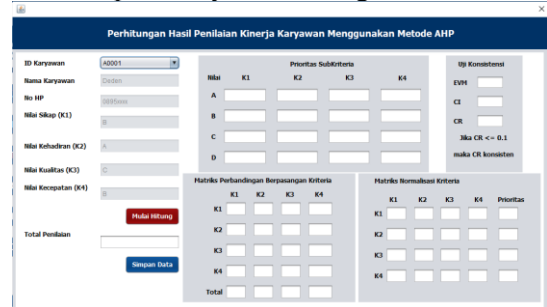 Perhitungan Hasil Penilaian Kinerja Karyawan Menggunakan Metode AHP
ID Karyawan
A0001
Nama Karyawan
Deden
No HP
Nilai Sikap (K1)
B
Nilai Kehadiran (K2)
A
Nilai Kualitas (K3)
C
Nilai Kecepatan (K4)
B
Mulai Hitung
Total Penilaian
Simpan Data
Prioritas SubKriteria
Nilai K1 K2 K3 K4
A
B
C
D
Uji Konsistensi
EVM
CI
CR
Jika CR <= 0.1
maka CR konsisten
Matriks Perbandingan Berpasangan Kriteria
K1 K2 K3 K4
K1
K2
K3
K4
Total
Matriks Normalisasi Kriteria
K1 K2 K3 K4 Prioritas
K1
K2
K3
K4